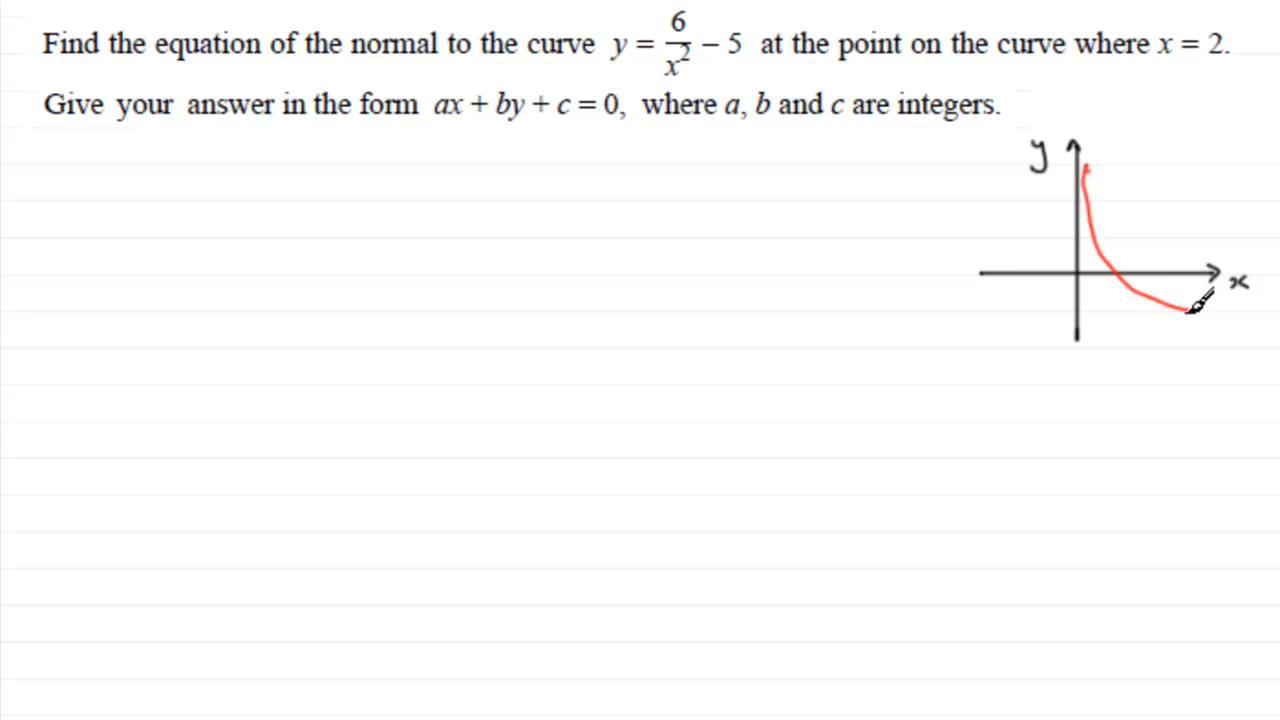 Find the equation of the normal to the curve y = 6/x² – 5 at the point on the curve where x = 2.
Give your answer in the form ax + by + c = 0, where a, b and c are integers.
y
x